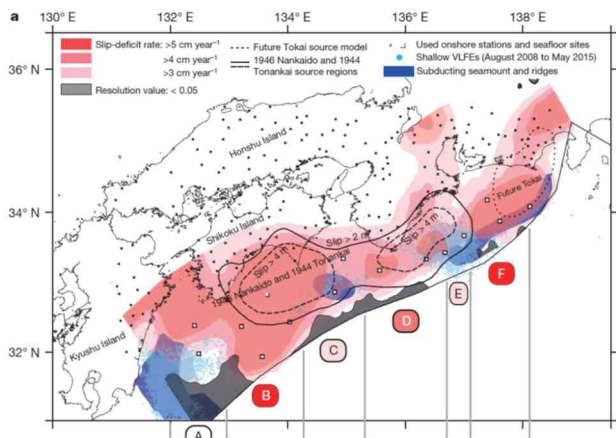 a
130° E
132° E
134° E
136° E
138° E
Slip-deficit rate: >5 cm year⁻¹
>4 cm year⁻¹
>3 cm year⁻¹
Resolution value: < 0.05
Future Tokai source model
1946 Nankaido and 1944
Tonankai source regions
Used onshore stations and seafloor sites
Shallow VLFEs (August 2008 to May 2015)
Subducting seamount and ridges
36° N
Honshu Island
34° N
Future Tokai
Shikoku Island
Slip > 2 m
Slip > 4 m
Slip > 4 m
1946 Nankaido and 1944 Tonankai
Kyushu Island
32° N
F
E
D
C
B
A